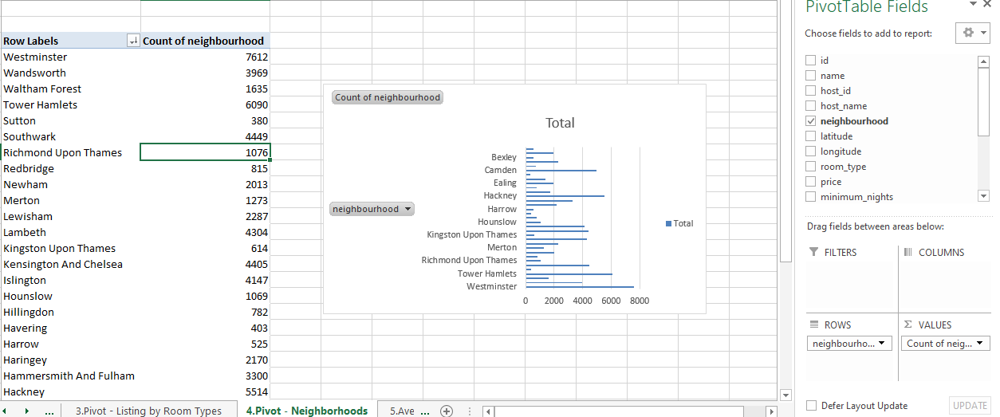 Row Labels Count of neighbourhood
Westminster 7612
Wandsworth 3969
Waltham Forest 1635
Tower Hamlets 6090
Sutton 380
Southwark 4449
Richmond Upon Thames 1076
Redbridge 815
Newham 2013
Merton 1273
Lewisham 2287
Lambeth 4304
Kingston Upon Thames 614
Kensington And Chelsea 4405
Islington 4147
Hounslow 1069
Hillingdon 782
Havering 403
Harrow 525
Haringey 2170
Hammersmith And Fulham 3300
Hackney 5514
Count of neighbourhood
Total
Bexley
Camden
Ealing
Hackney
Harrow
Hounslow
Kingston Upon Thames
Merton
Richmond Upon Thames
Tower Hamlets
Westminster
0 2000 4000 6000 8000
neighbourhood
Total
PivotTable Fields
Choose fields to add to report:
id
name
host_id
host_name
neighbourhood
latitude
longitude
room_type
price
minimum_nights
Drag fields between areas below:
FILTERS COLUMNS
ROWS Σ VALUES
neighbourho... Count of neig...
Defer Layout Update UPDATE
... 3.Pivot - Listing by Room Types 4.Pivot - Neighborhoods 5.Ave ...